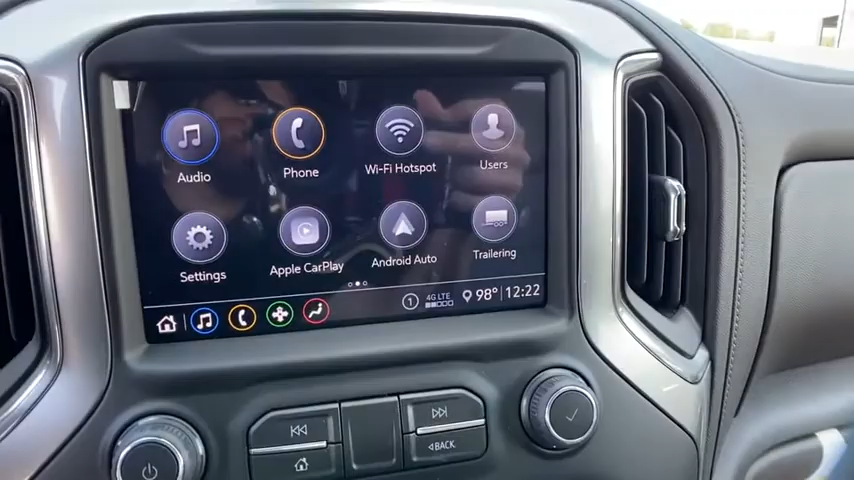 Audio Phone Wi-Fi Hotspot Users
Settings Apple CarPlay Android Auto Trailering
1 4G LTE 98° 12:22
BACK